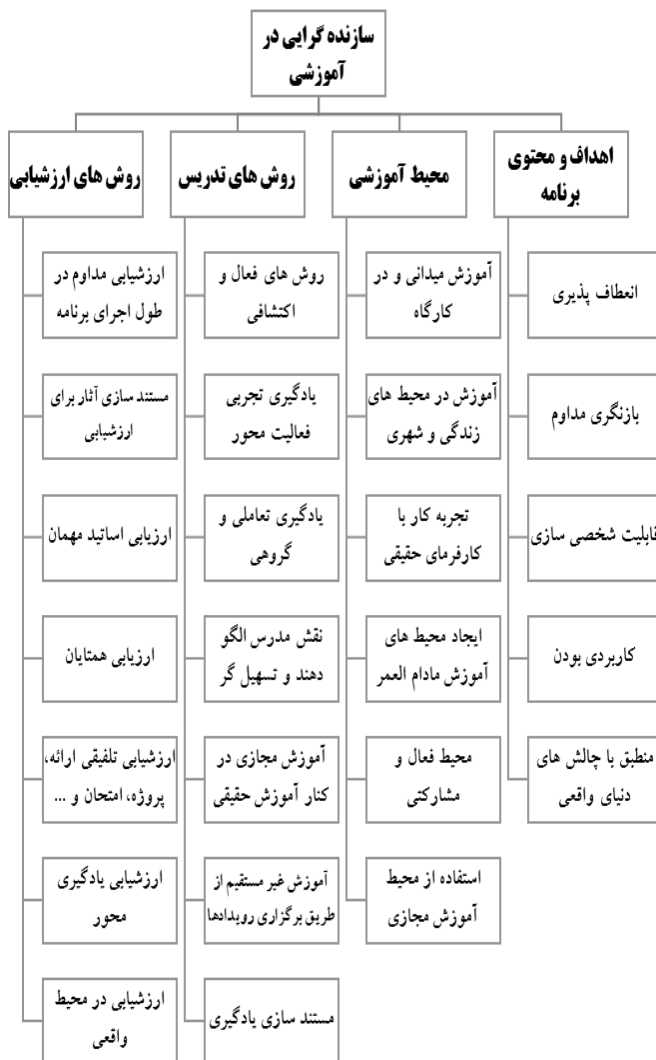 سازنده گرایی در
آموزشی
اهداف و محتوی
برنامه
انعطاف پذیری
بازنگری مداوم
قابلیت شخصی سازی
کاربردی بودن
منطبق با چالش های
دنیای واقعی
محیط آموزشی
آموزش میدانی و در
کارگاه
آموزش در محیط های
زندگی و شهری
تجربه کار با
کارفرمای حقیقی
ایجاد محیط های
آموزش مادام العمر
محیط فعال و
مشارکتی
استفاده از محیط
آموزش مجازی
روش های تدریس
روش های فعال و
اکتشافی
یادگیری تجربی
فعالیت محور
یادگیری تعاملی و
گروهی
نقش مدرس الگو
دهند و تسهیل گر
آموزش مجازی در
کنار آموزش حقیقی
آموزش غیر مستقیم از
طریق برگزاری رویدادها
مستند سازی یادگیری
روش های ارزشیابی
ارزشیابی مداوم در
طول اجرای برنامه
مستند سازی آثار برای
ارزشیابی
ارزیابی اساتید مهمان
ارزیابی همتایان
ارزشیابی تلفیقی ارائه،
پروژه، امتحان و ...
ارزشیابی یادگیری
محور
ارزشیابی در محیط
واقعی